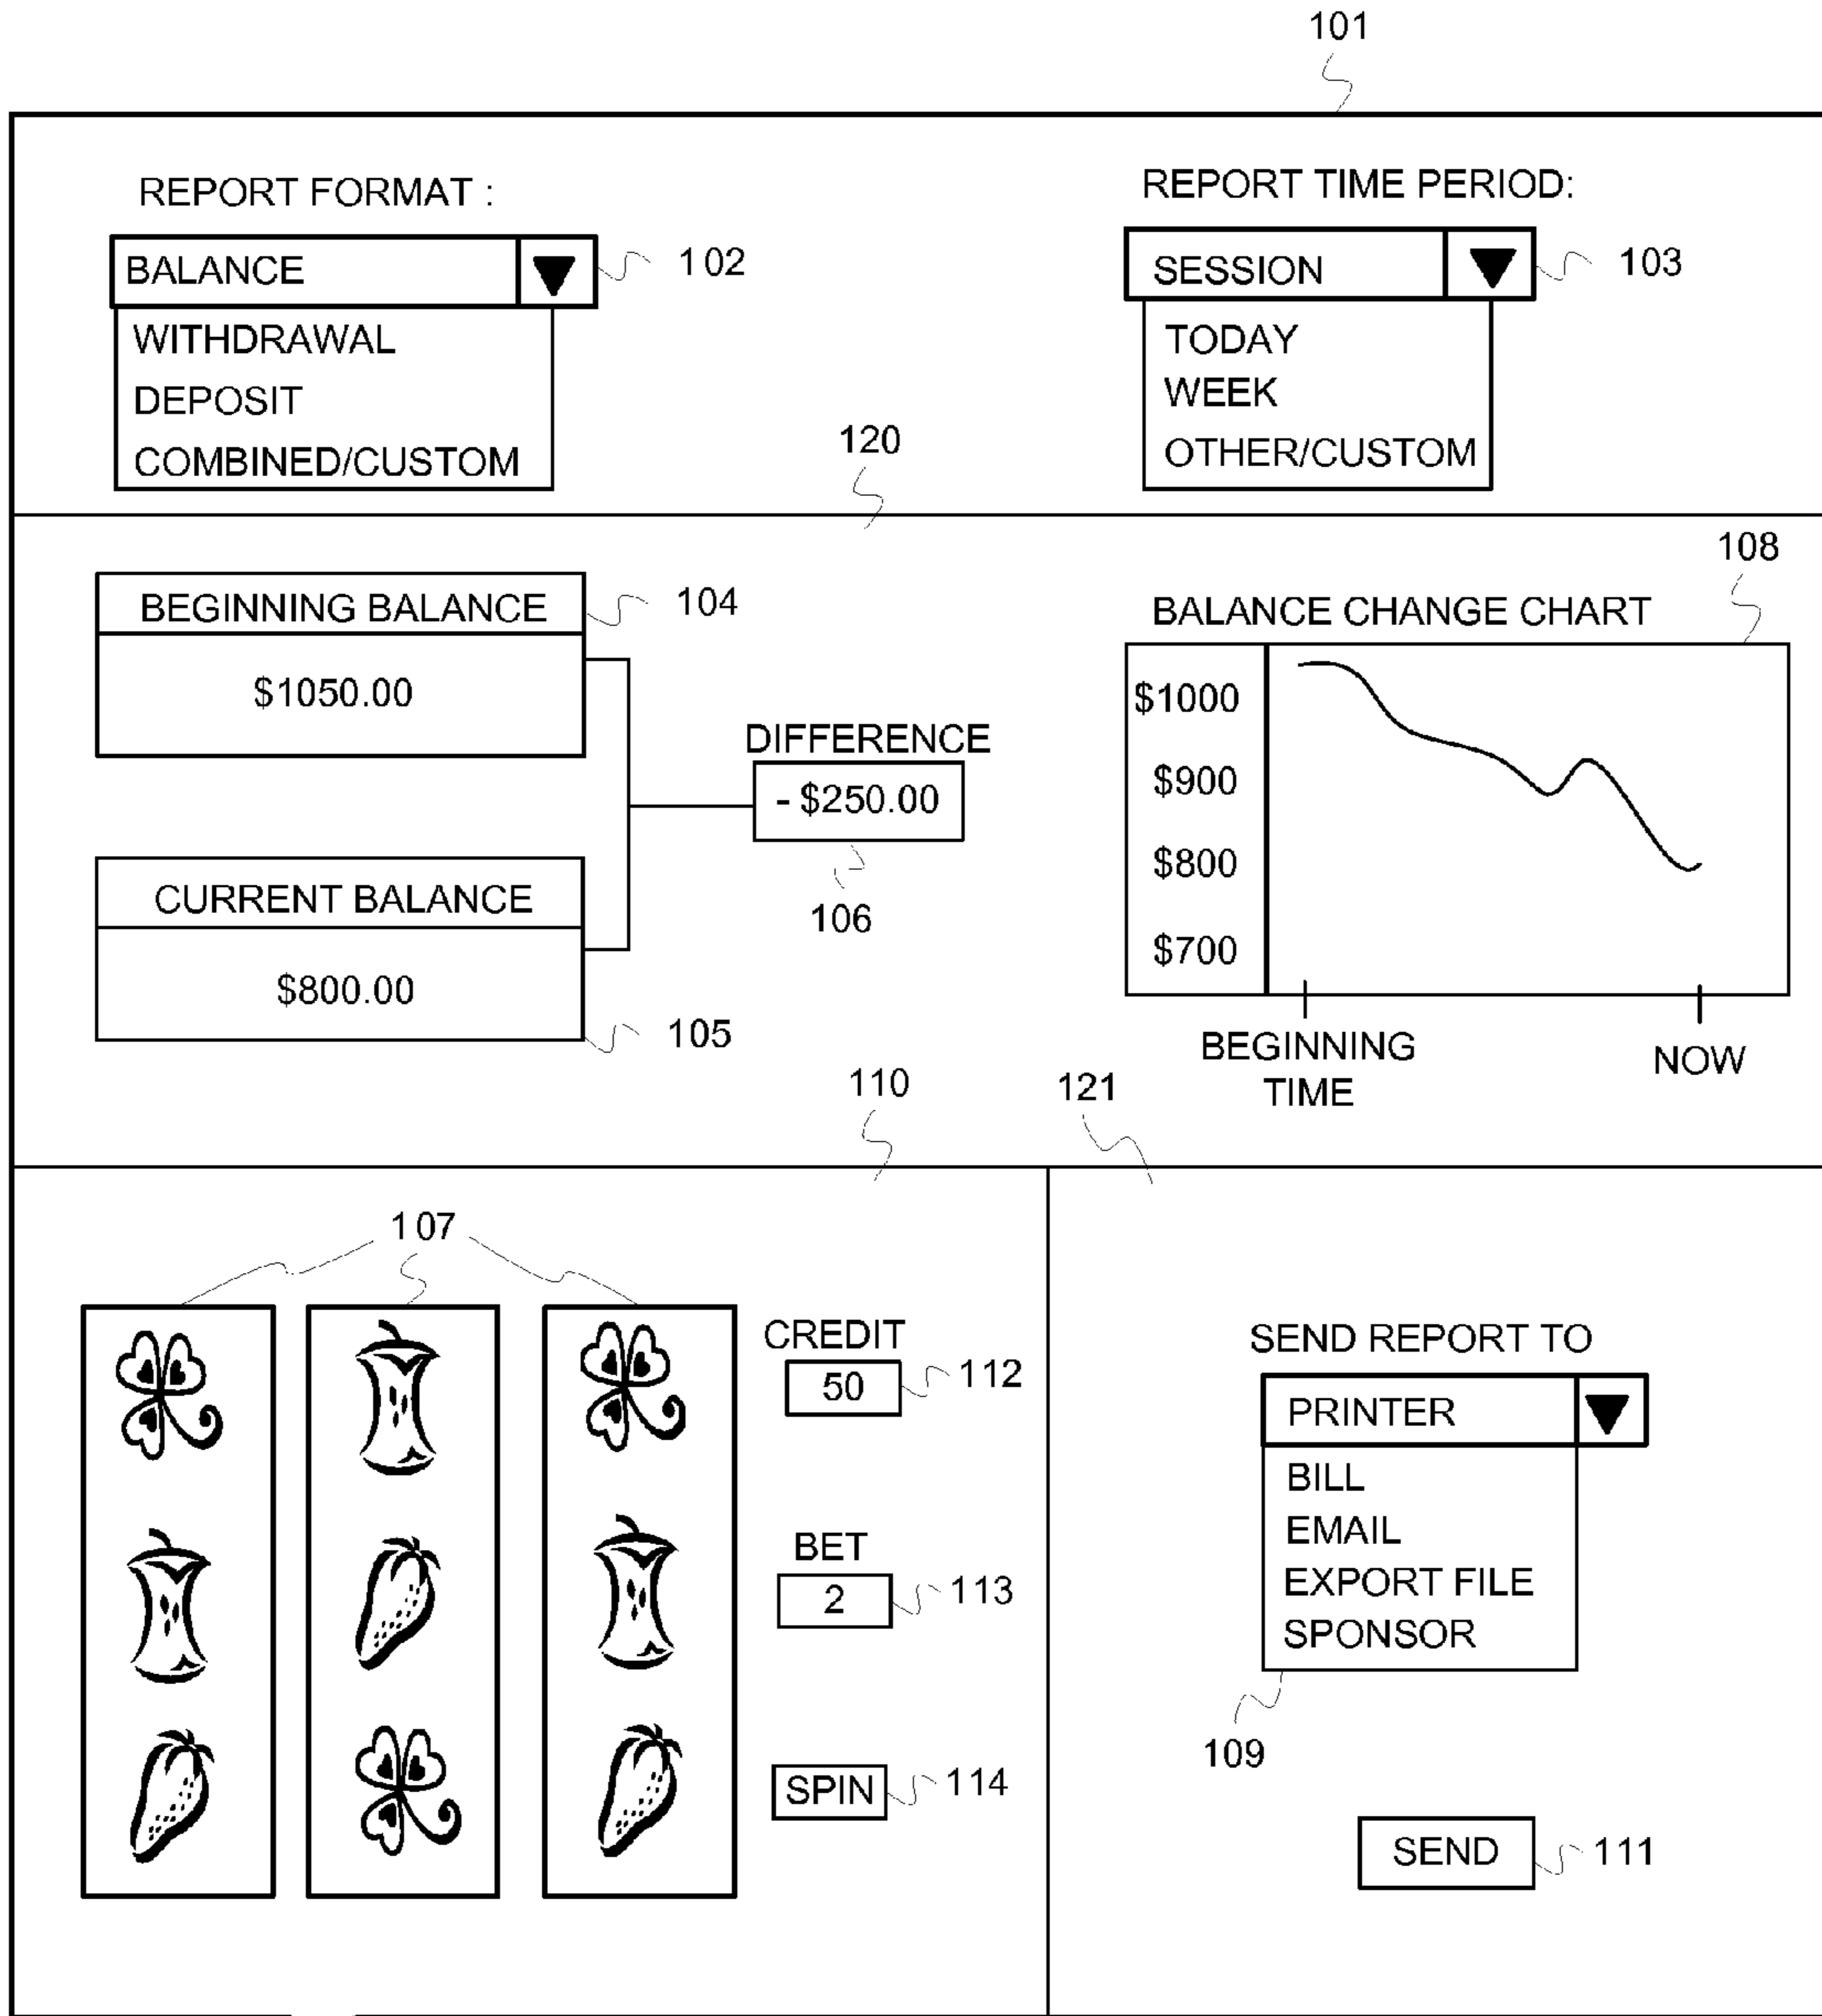 101
REPORT FORMAT :
BALANCE
102
WITHDRAWAL
DEPOSIT
COMBINED/CUSTOM
REPORT TIME PERIOD:
SESSION
103
TODAY
WEEK
OTHER/CUSTOM
120
BEGINNING BALANCE
104
$1050.00
DIFFERENCE
- $250.00
106
CURRENT BALANCE
$800.00
105
108
BALANCE CHANGE CHART
$1000
$900
$800
$700
BEGINNING
TIME
NOW
110
121
107
CREDIT
50
112
BET
2
113
SPIN
114
SEND REPORT TO
PRINTER
BILL
EMAIL
EXPORT FILE
SPONSOR
109
SEND
111